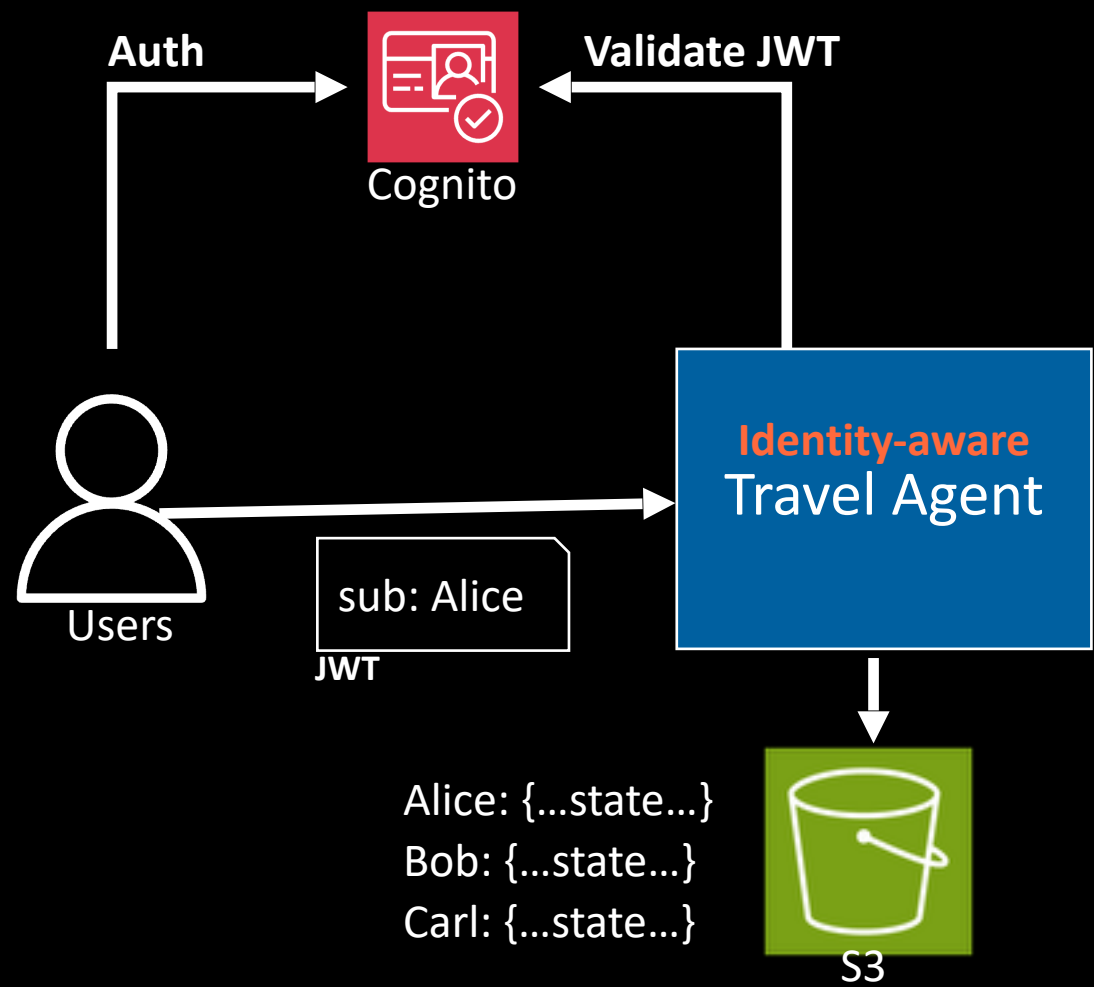 Auth
Validate JWT
Cognito
Identity-aware
Travel Agent
sub: Alice
Users
JWT
Alice: {...state...}
Bob: {...state...}
Carl: {...state...}
S3